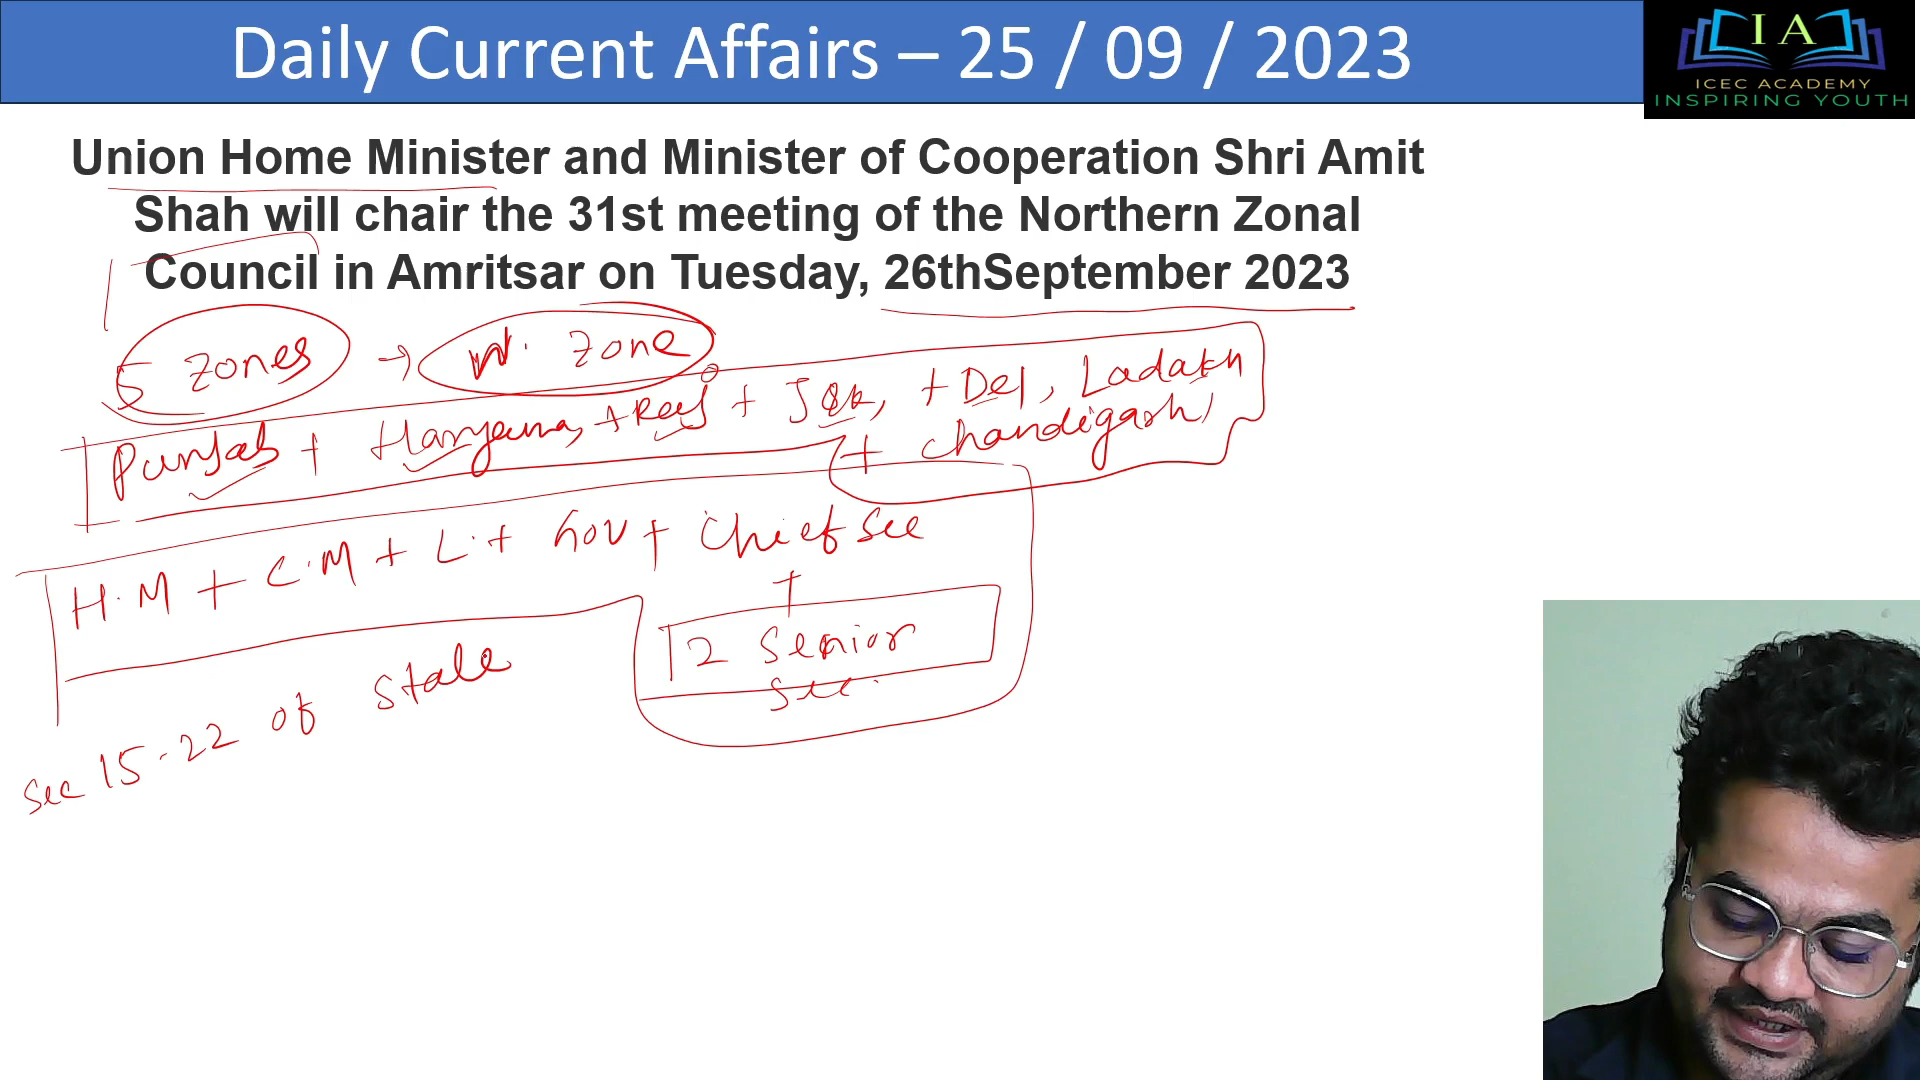 Daily Current Affairs – 25 / 09 / 2023
I A
ICEC ACADEMY
INSPIRING YOUTH
Union Home Minister and Minister of Cooperation Shri Amit
Shah will chair the 31st meeting of the Northern Zonal
Council in Amritsar on Tuesday, 26thSeptember 2023
5 zones → N. zone
Punjab + Haryana, + Raj + J&K, + Del, Ladakh
+ Chandigarh
H.M + C.M + L.t Gov + Chief Sec
+
2 Senior
Sec.
Sec 15-22 of State